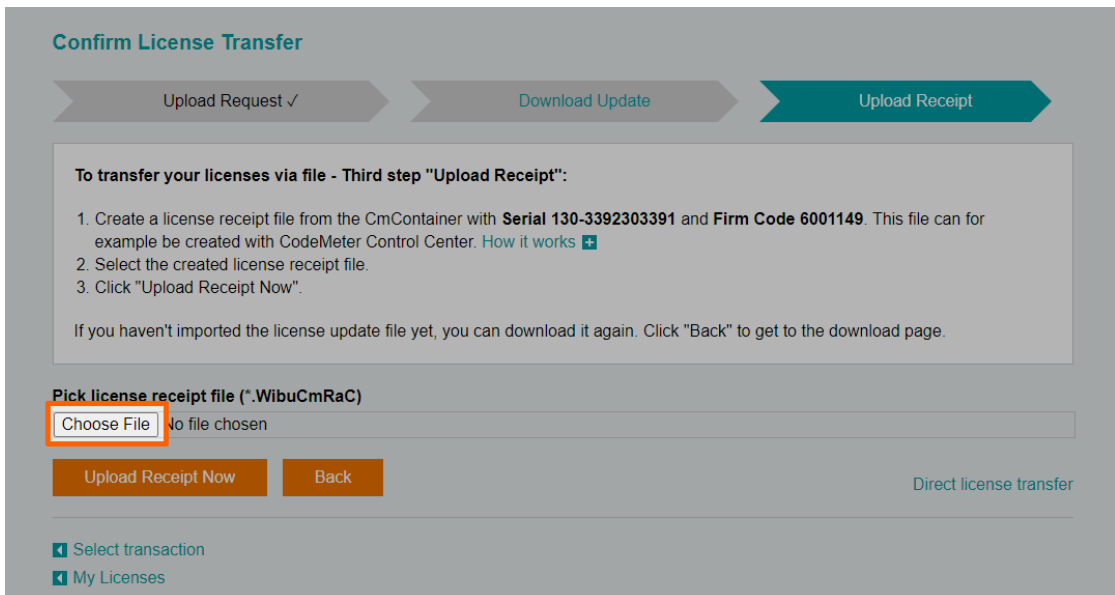 Confirm License Transfer
Upload Request ✓
Download Update
Upload Receipt
To transfer your licenses via file - Third step "Upload Receipt":
1. Create a license receipt file from the CmContainer with Serial 130-3392303391 and Firm Code 6001149. This file can for
example be created with CodeMeter Control Center. How it works +
2. Select the created license receipt file.
3. Click "Upload Receipt Now".
If you haven't imported the license update file yet, you can download it again. Click "Back" to get to the download page.
Pick license receipt file (*.WibuCmRaC)
Choose File No file chosen
Upload Receipt Now
Back
Direct license transfer
Select transaction
My Licenses